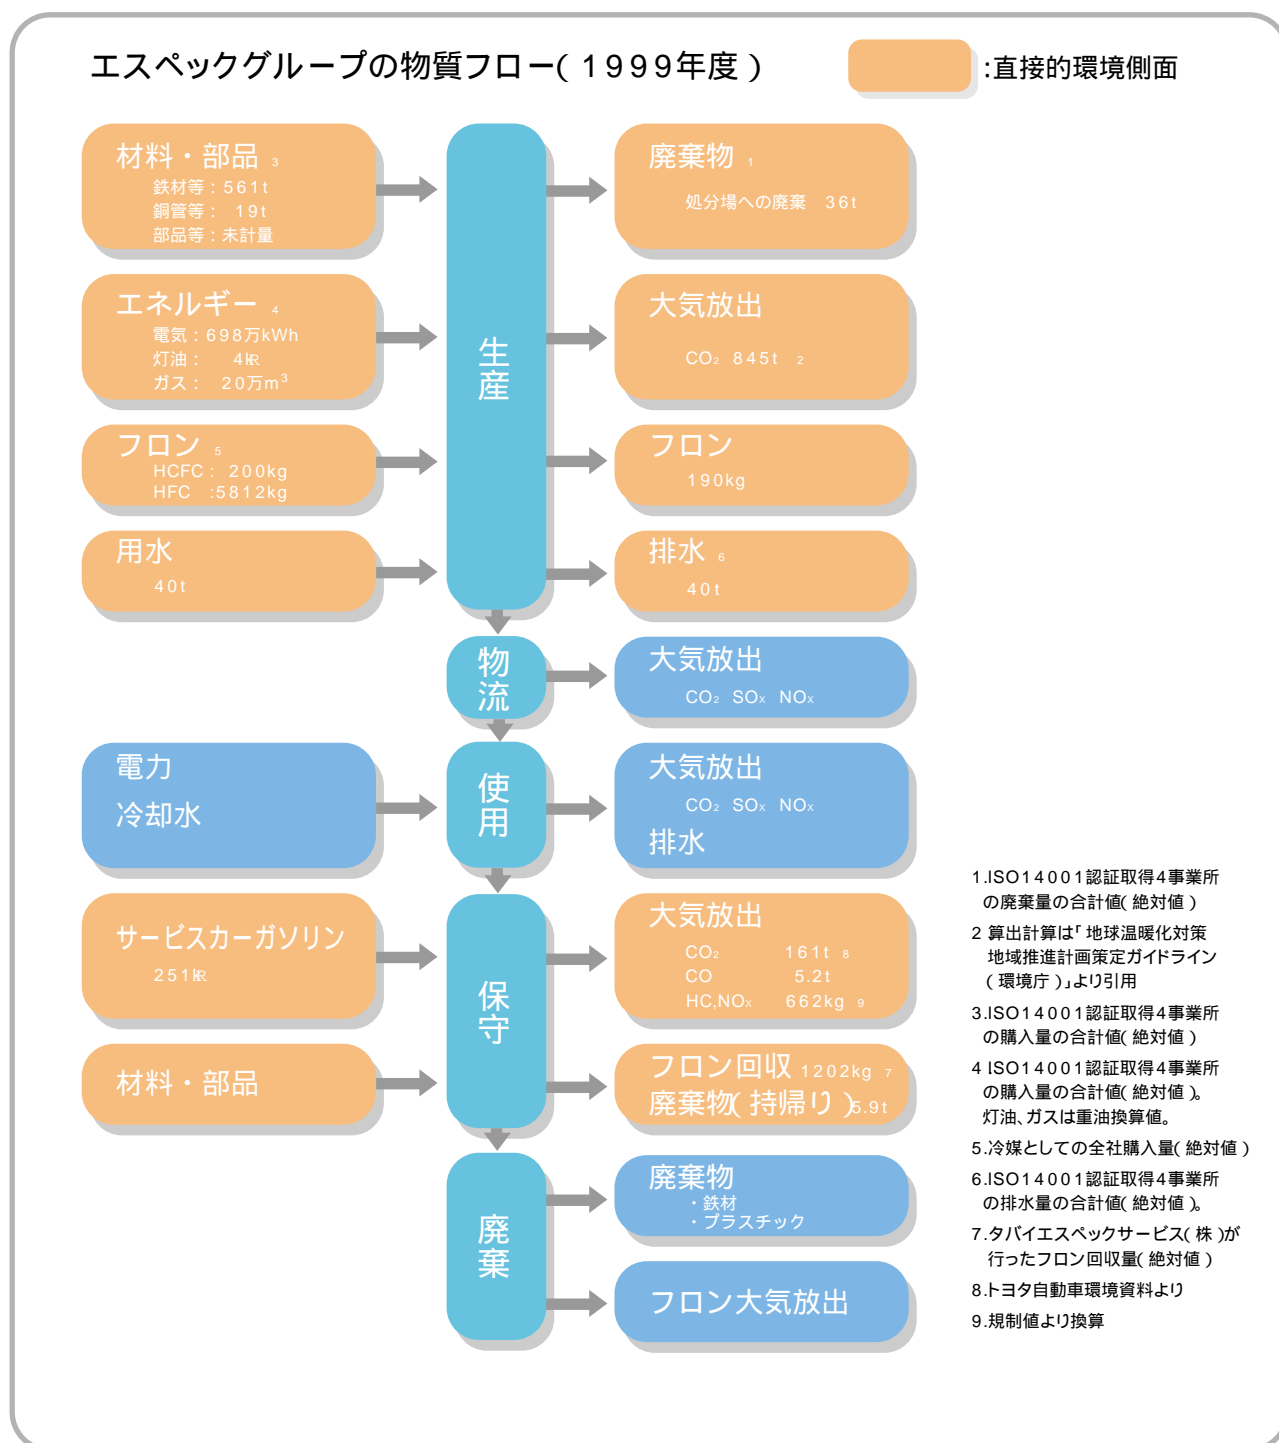 エスペックグループの物質フロー(1999年度)
:直接的環境側面
材料・部品 3
鉄材等:561t
銅管等: 19t
部品等:未計量
エネルギー 4
電気:698万kWh
灯油: 4
ガス: 20万m³
フロン 5
HCFC: 200kg
HFC :5812kg
用水
40t
生産
廃棄物 1
処分場への廃棄 36t
大気放出
CO₂ 845t 2
フロン
190kg
排水 6
40t
物流
大気放出
CO₂ SOx NOx
電力
冷却水
使用
大気放出
CO₂ SOx NOx
排水
サービスカーガソリン
251
材料・部品
保守
大気放出
CO₂ 161t 8
CO 5.2t
HC,NOx 662kg 9
フロン回収 1202kg 7
廃棄物(持帰り)5.9t
廃棄
廃棄物
・鉄材
・プラスチック
フロン大気放出
1.ISO14001認証取得4事業所
の廃棄量の合計値(絶対値)
2 算出計算は「地球温暖化対策
地域推進計画策定ガイドライン
(環境庁)」より引用
3.ISO14001認証取得4事業所
の購入量の合計値(絶対値)
4 ISO14001認証取得4事業所
の購入量の合計値(絶対値)。
灯油、ガスは重油換算値。
5.冷媒としての全社購入量(絶対値)
6.ISO14001認証取得4事業所
の排水量の合計値(絶対値)。
7.タバイエスペックサービス(株)が
行ったフロン回収量(絶対値)
8.トヨタ自動車環境資料より
9.規制値より換算